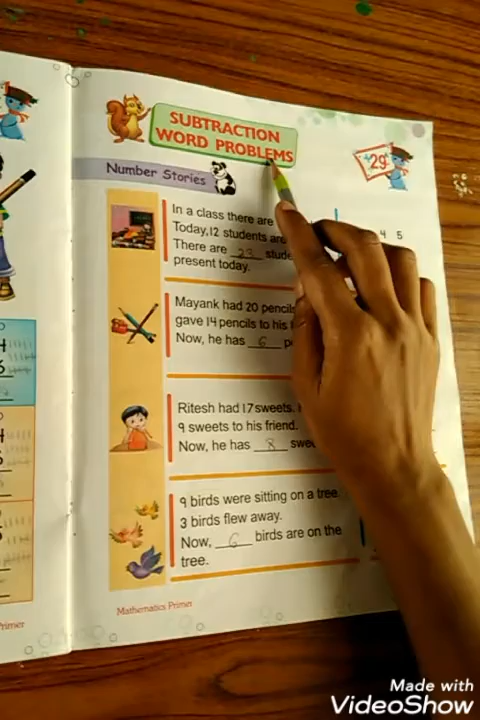 SUBTRACTION
WORD PROBLEMS
Number Stories
29
4 5
In a class there are
Today, 12 students are
There are 23
present today.
Mayank had 20 pencils
gave 14 pencils to his
Now, he has 6
Ritesh had 17 sweets.
9 sweets to his friend.
Now, he has 8
9 birds were sitting on a tree.
3 birds flew away.
Now, 6 birds are on the
tree.
Mathematics Primer
Made with
VideoShow